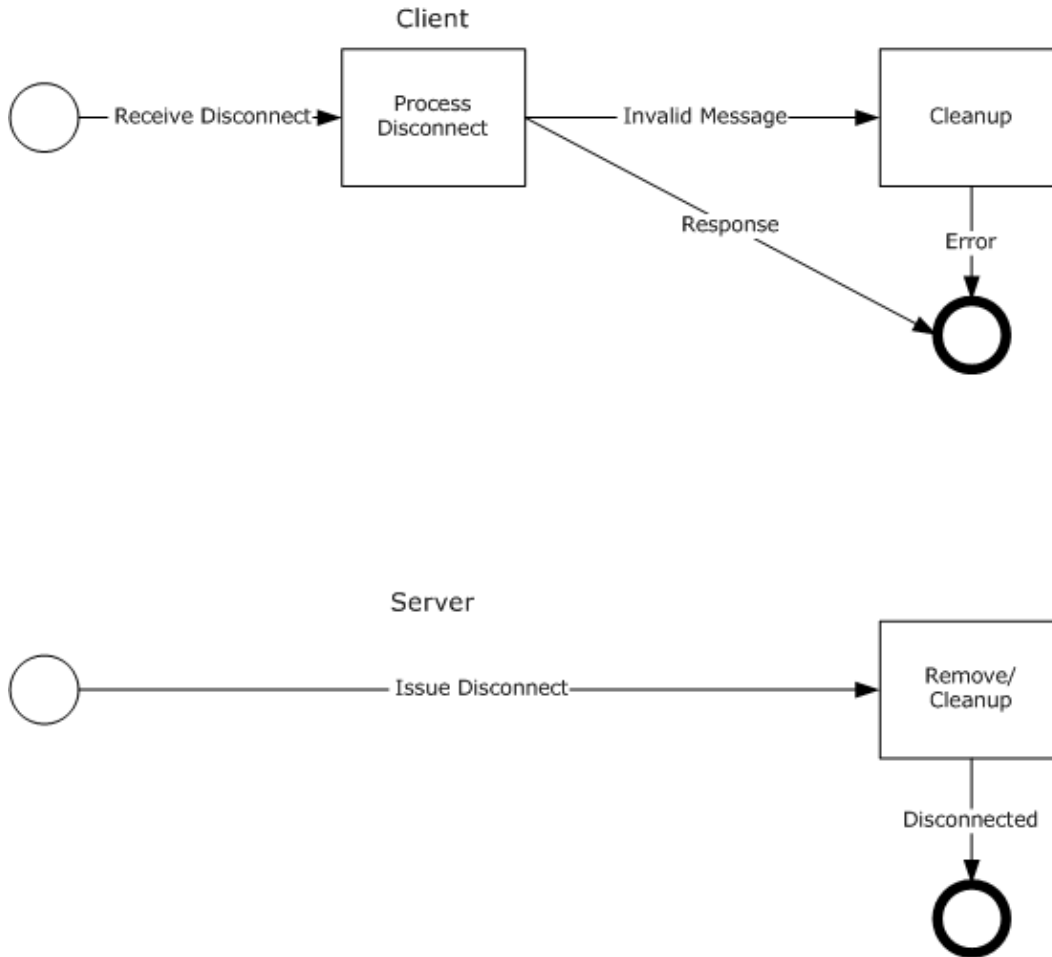 Client
Receive Disconnect
Process
Disconnect
Invalid Message
Cleanup
Response
Error
Server
Issue Disconnect
Remove/
Cleanup
Disconnected